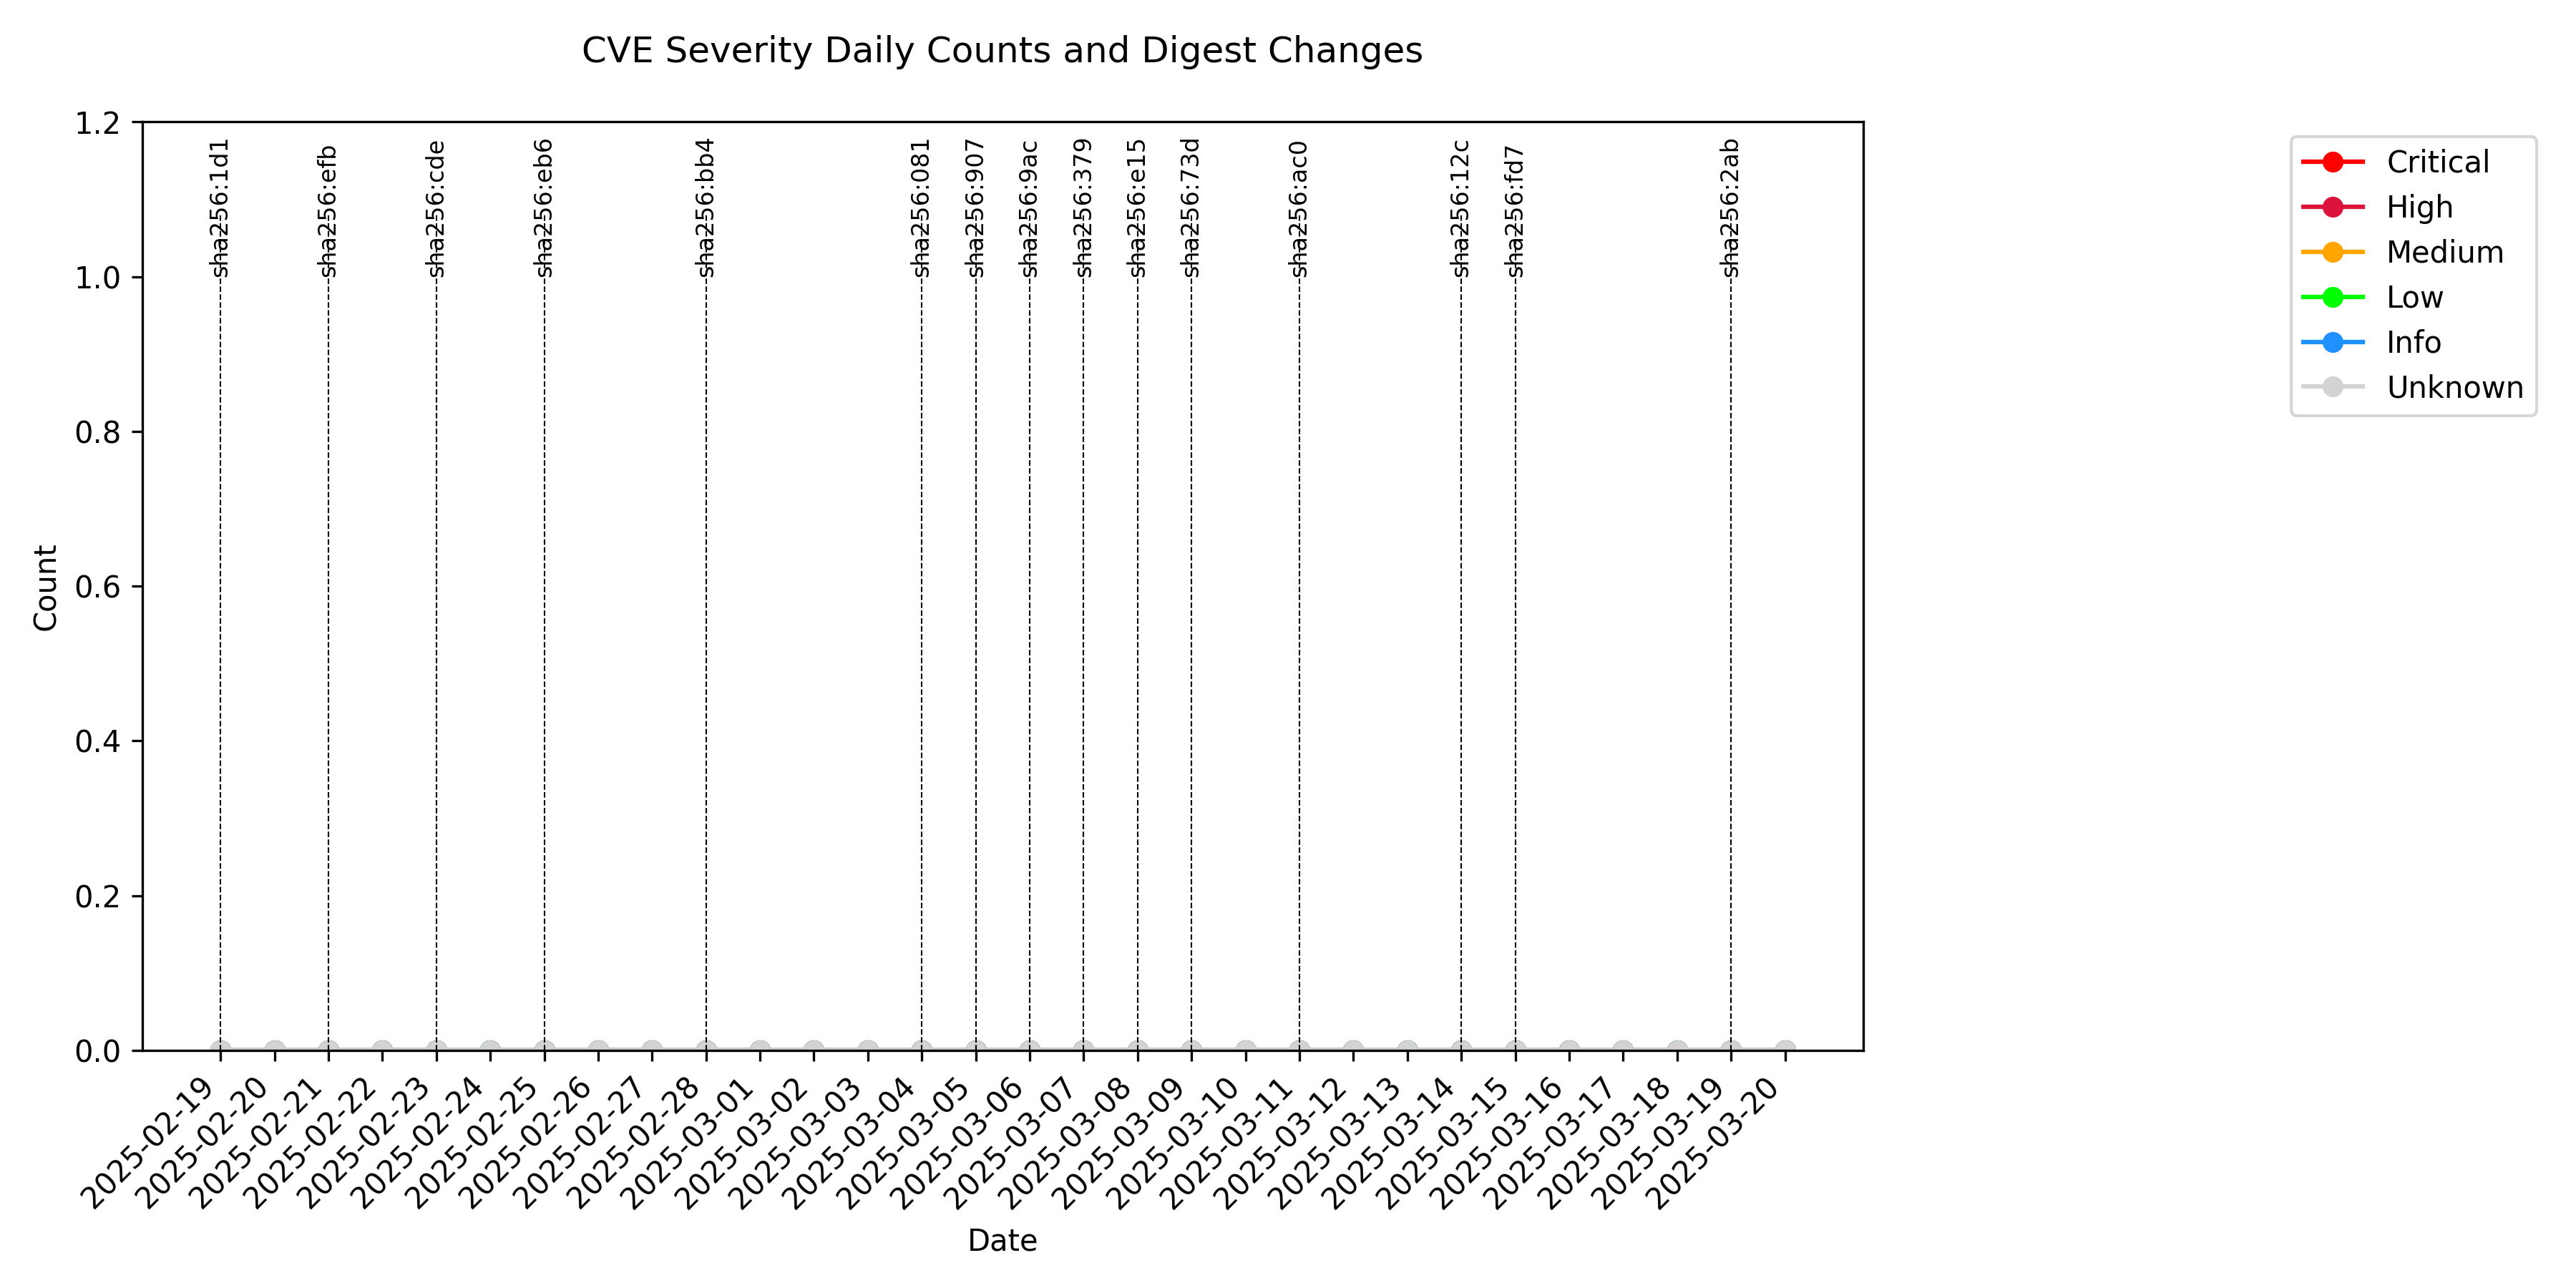 CVE Severity Daily Counts and Digest Changes
1.2
1.0
0.8
0.6
0.4
0.2
0.0
Count
sha256:1d1
sha256:efb
sha256:cde
sha256:eb6
sha256:bb4
sha256:081
sha256:907
sha256:9ac
sha256:379
sha256:e15
sha256:73d
sha256:ac0
sha256:12c
sha256:fd7
sha256:2ab
Critical
High
Medium
Low
Info
Unknown
2025-02-19
2025-02-20
2025-02-21
2025-02-22
2025-02-23
2025-02-24
2025-02-25
2025-02-26
2025-02-27
2025-02-28
2025-03-01
2025-03-02
2025-03-03
2025-03-04
2025-03-05
2025-03-06
2025-03-07
2025-03-08
2025-03-09
2025-03-10
2025-03-11
2025-03-12
2025-03-13
2025-03-14
2025-03-15
2025-03-16
2025-03-17
2025-03-18
2025-03-19
2025-03-20
Date